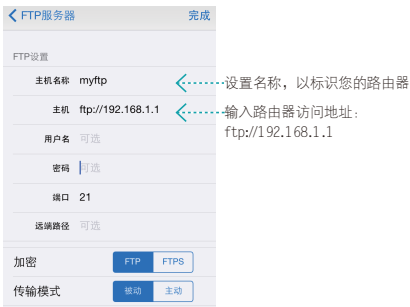 FTP服务器
完成
FTP设置
主机名称 myftp
设置名称，以标识您的路由器
主机 ftp://192.168.1.1
输入路由器访问地址：
ftp://192.168.1.1
用户名 可选
密码 可选
端口 21
远端路径 可选
加密 FTP FTPS
传输模式 被动 主动